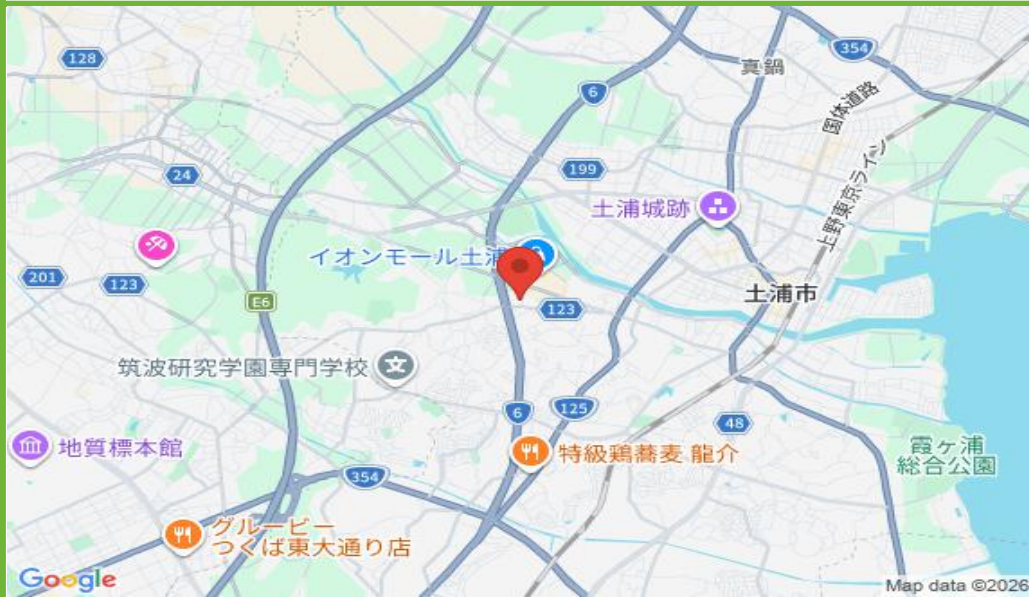 128
354
真鍋
6
国体道路
199
24
上野東京ライン
土浦城跡
イオンモール土浦
201
123
E6
123
土浦市
筑波研究学園専門学校
文
6
125
48
地質標本館
特級鶏蕎麦 龍介
霞ヶ浦
総合公園
354
グルービー
つくば東大通り店
Google
Map data ©2026